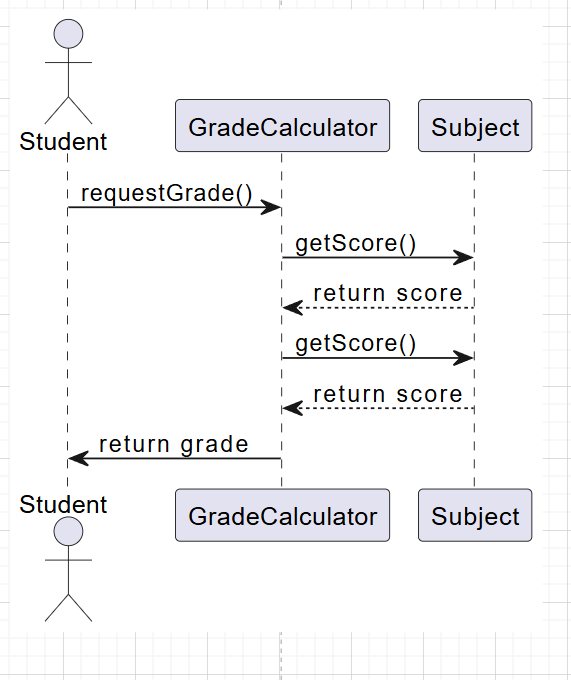 Student
GradeCalculator
Subject
requestGrade()
getScore()
return score
getScore()
return score
return grade
Student
GradeCalculator
Subject